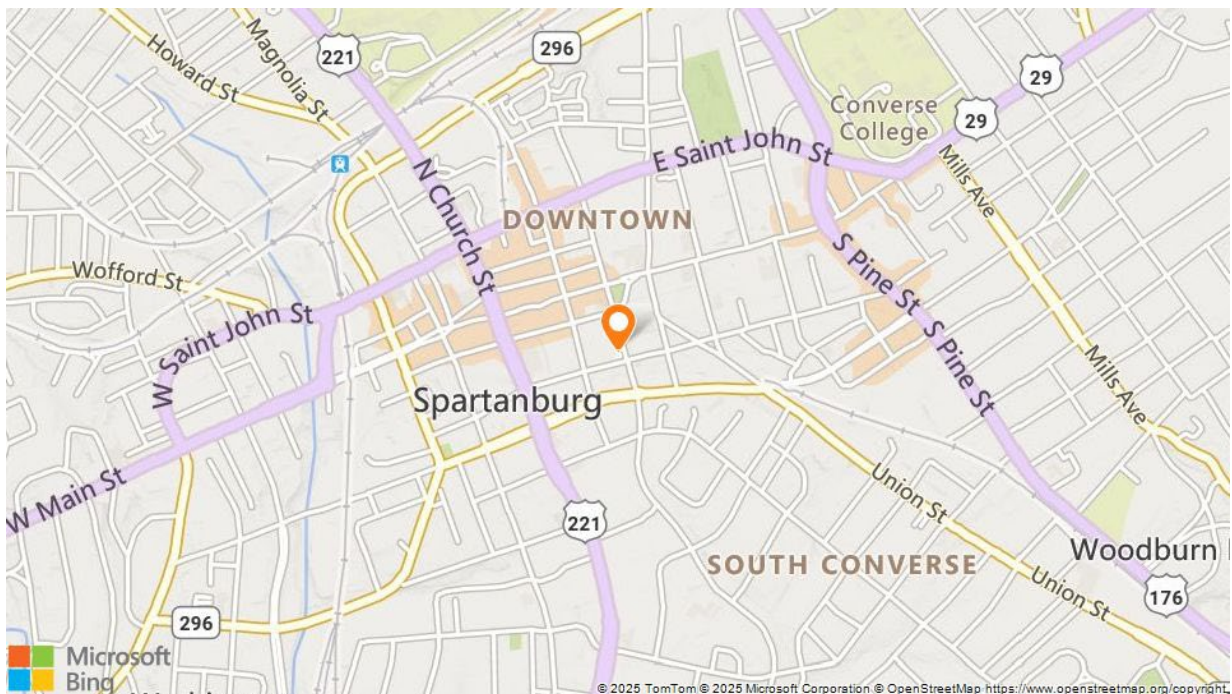 221
296
Howard St
Magnolia St
29
Converse
College
29
E Saint John St
N Church St
Mills Ave
DOWNTOWN
Wofford St
W Saint John St
S Pine St
S Pine St
Mills Ave
Spartanburg
W Main St
Union St
221
SOUTH CONVERSE
Woodburn
Union St
176
296
Microsoft
Bing
© 2025 TomTom © 2025 Microsoft Corporation © OpenStreetMap https://www.openstreetmap.org/copyright